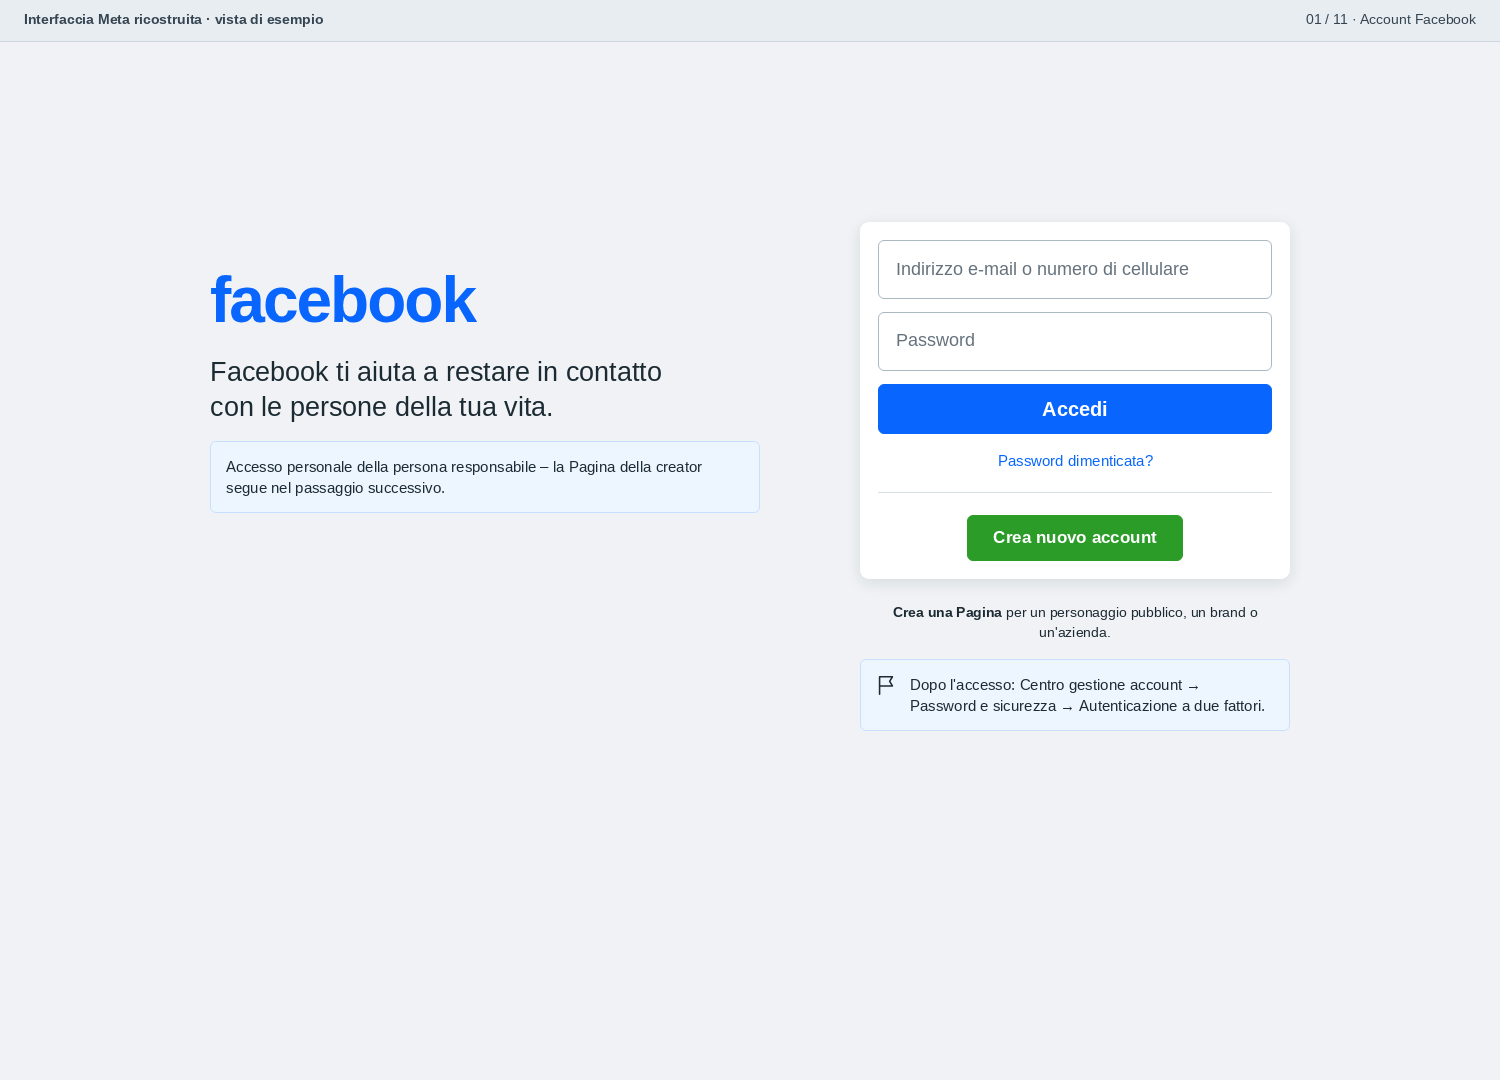 Interfaccia Meta ricostruita · vista di esempio
01 / 11 · Account Facebook
facebook
Facebook ti aiuta a restare in contatto
con le persone della tua vita.
Accesso personale della persona responsabile – la Pagina della creator
segue nel passaggio successivo.
Indirizzo e-mail o numero di cellulare
Password
Accedi
Password dimenticata?
Crea nuovo account
Crea una Pagina per un personaggio pubblico, un brand o
un'azienda.
Dopo l'accesso: Centro gestione account →
Password e sicurezza → Autenticazione a due fattori.